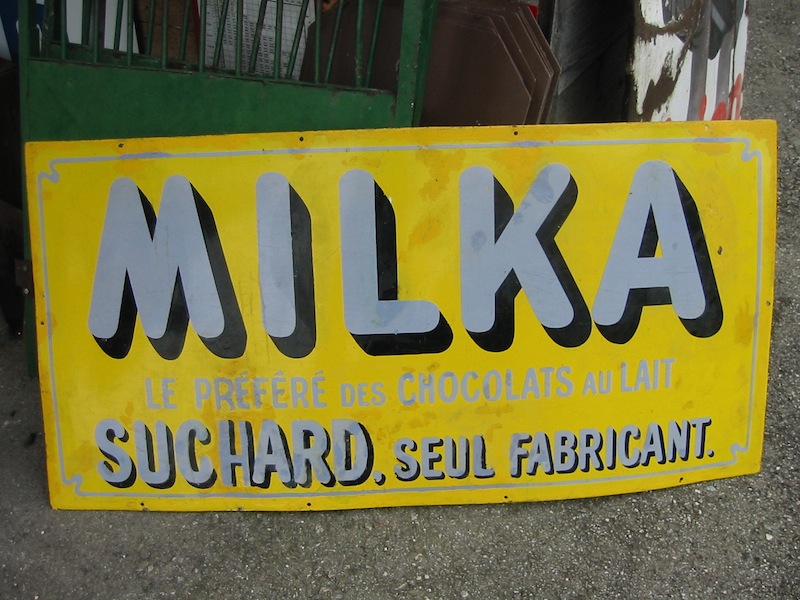 MILKA
LE PRÉFÉRÉ DES CHOCOLATS AU LAIT
SUCHARD. SEUL FABRICANT.